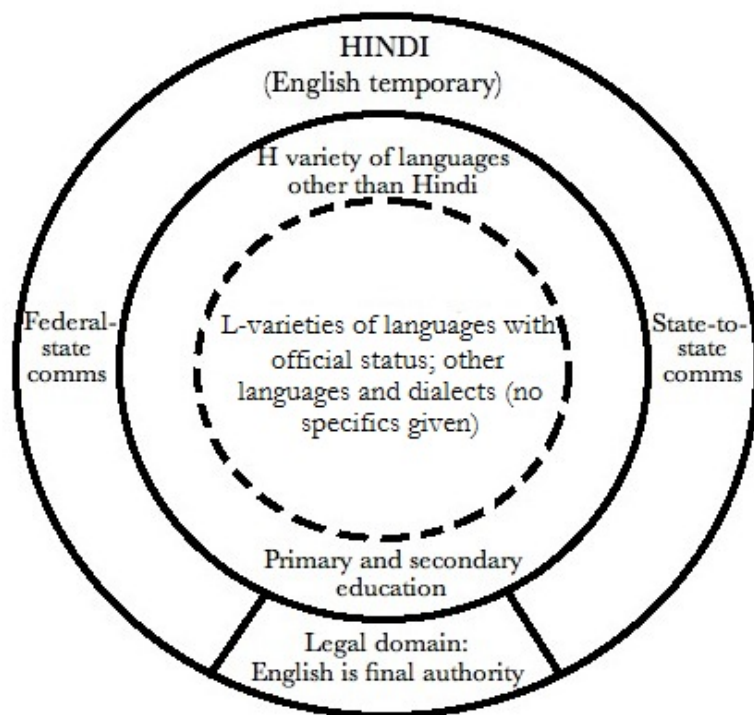 HINDI
(English temporary)
H variety of languages
other than Hindi
Federal-
state
comms
L-varieties of languages with
official status; other
languages and dialects (no
specifics given)
State-to-
state
comms
Primary and secondary
education
Legal domain:
English is final authority